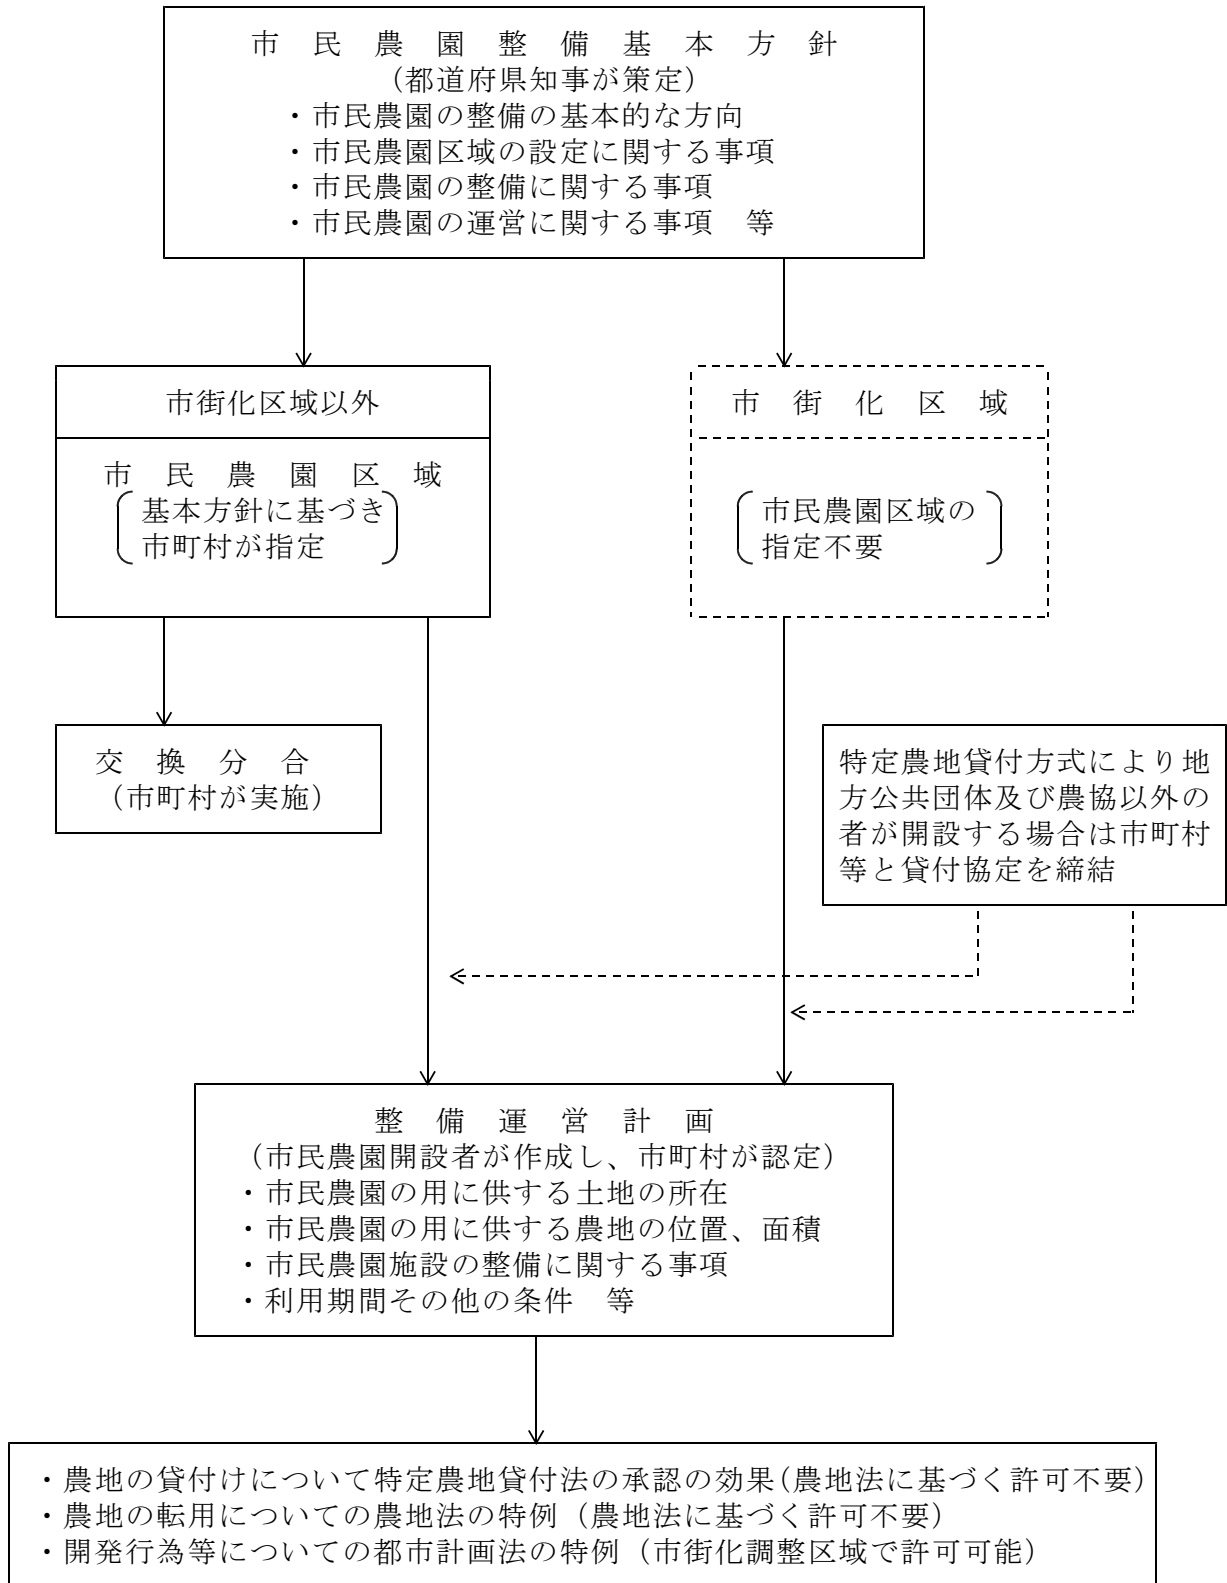 市　民　農　園　整　備　基　本　方　針
（都道府県知事が策定）
・市民農園の整備の基本的な方向
・市民農園区域の設定に関する事項
・市民農園の整備に関する事項
・市民農園の運営に関する事項　等
市街化区域以外
市　民　農　園　区　域
基本方針に基づき
市町村が指定
市　街　化　区　域
市民農園区域の
指定不要
交　換　分　合
（市町村が実施）
特定農地貸付方式により地
方公共団体及び農協以外の
者が開設する場合は市町村
等と貸付協定を締結
整　備　運　営　計　画
（市民農園開設者が作成し、市町村が認定）
・市民農園の用に供する土地の所在
・市民農園の用に供する農地の位置、面積
・市民農園施設の整備に関する事項
・利用期間その他の条件　等
・農地の貸付けについて特定農地貸付法の承認の効果（農地法に基づく許可不要）
・農地の転用についての農地法の特例（農地法に基づく許可不要）
・開発行為等についての都市計画法の特例（市街化調整区域で許可可能）